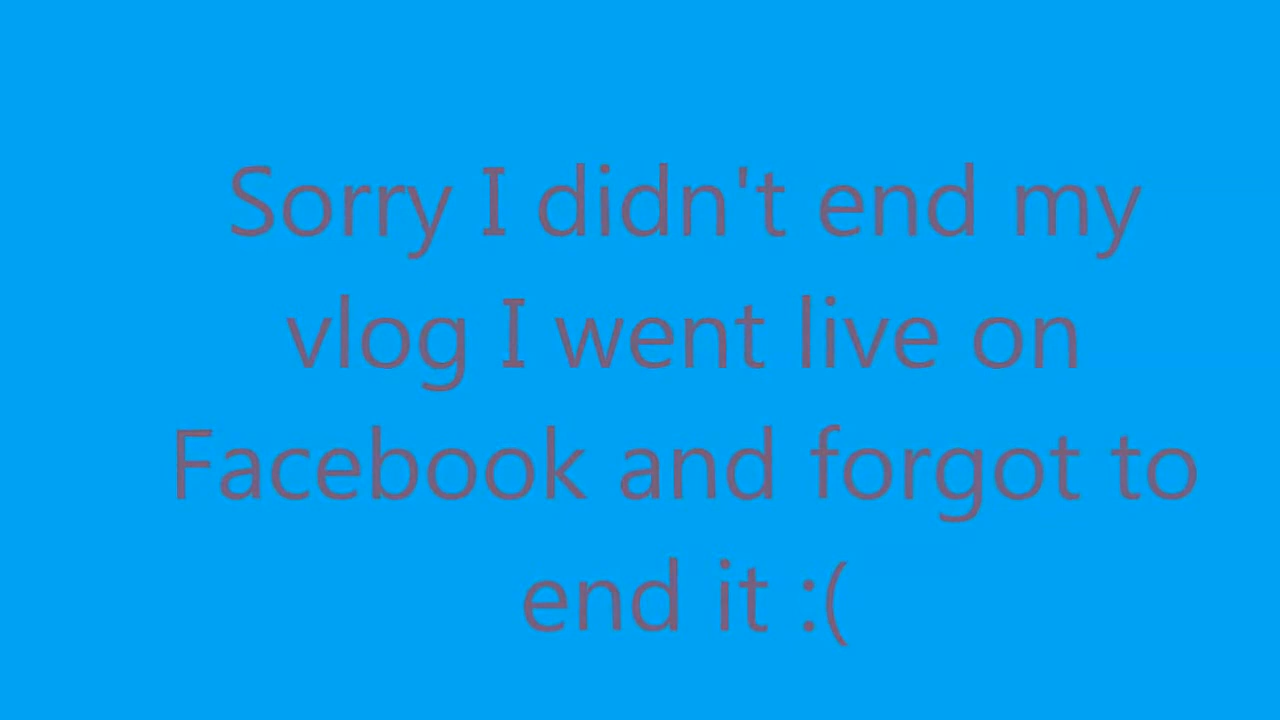 Sorry I didn't end my
vlog I went live on
Facebook and forgot to
end it :(